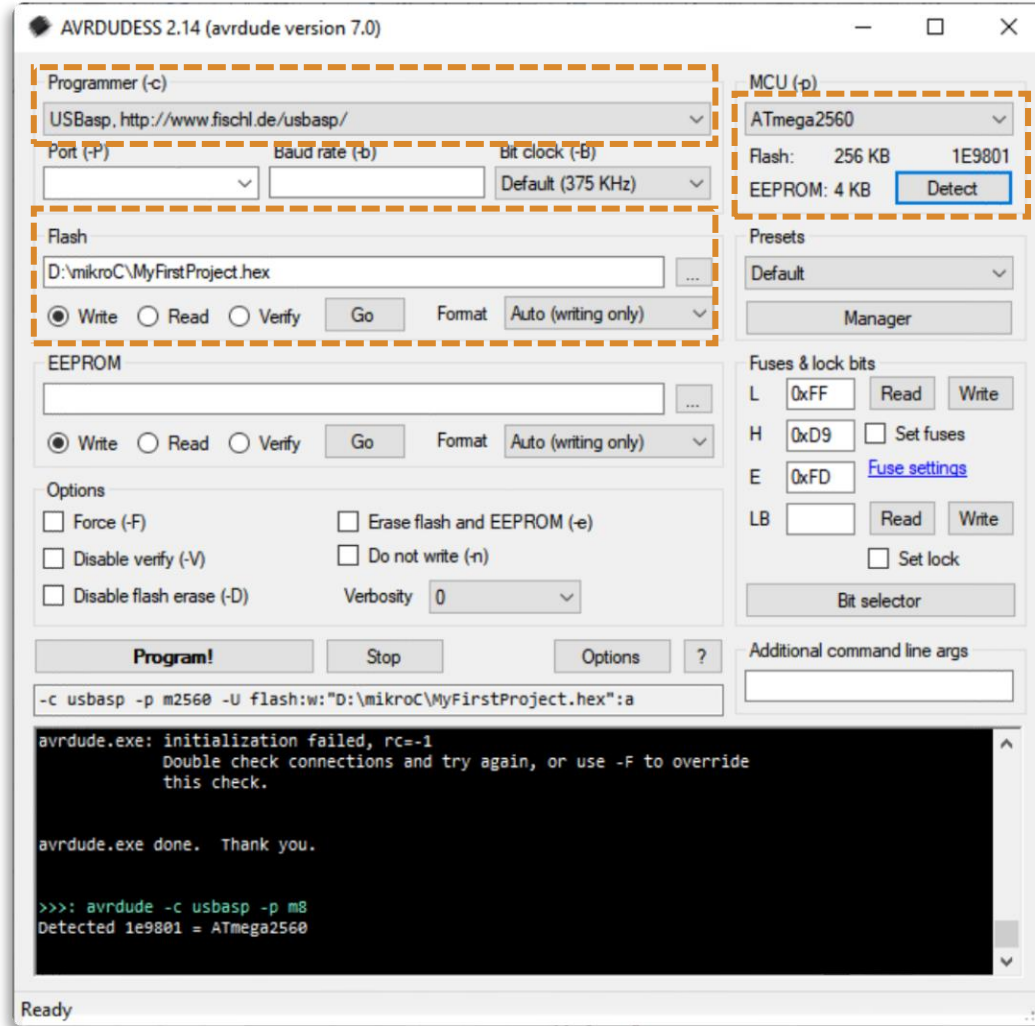 AVRDUDESS 2.14 (avrdude version 7.0)
Programmer (-c)
USBasp, http://www.fischl.de/usbasp/
Port (-P) Baud rate (-b) Bit clock (-B)
Default (375 KHz)
MCU (-p)
ATmega2560
Flash: 256 KB 1E9801
EEPROM: 4 KB Detect
Flash
D:\mikroC\MyFirstProject.hex ...
Write Read Verify Go Format Auto (writing only)
Presets
Default
Manager
EEPROM
...
Write Read Verify Go Format Auto (writing only)
Fuses & lock bits
L 0xFF Read Write
H 0xD9 Set fuses
E 0xFD Fuse settings
LB Read Write
Set lock
Bit selector
Options
Force (-F) Erase flash and EEPROM (-e)
Disable verify (-V) Do not write (-n)
Disable flash erase (-D) Verbosity 0
Program! Stop Options ?
Additional command line args
-c usbasp -p m2560 -U flash:w:"D:\mikroC\MyFirstProject.hex":a
avrdude.exe: initialization failed, rc=-1
Double check connections and try again, or use -F to override
this check.
avrdude.exe done. Thank you.
>>>: avrdude -c usbasp -p m8
Detected 1e9801 = ATmega2560
Ready